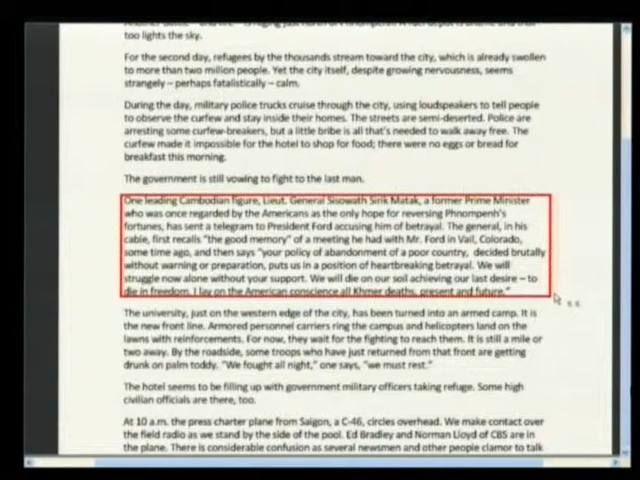 too lights the sky.
For the second day, refugees by the thousands stream toward the city, which is already swollen
to more than two million people. Yet the city itself, despite growing nervousness, seems
strangely – perhaps fatalistically – calm.
During the day, military police trucks cruise through the city, using loudspeakers to tell people
to observe the curfew and stay inside their homes. The streets are semi-deserted. Police are
arresting some curfew-breakers, but a little bribe is all that's needed to walk away free. The
curfew made it impossible for the hotel to shop for food; there were no eggs or bread for
breakfast this morning.
The government is still vowing to fight to the last man.
One leading Cambodian figure, Lieut. General Sisowath Sirik Matak, a former Prime Minister
who was once regarded by the Americans as the only hope for reversing Phnompenh's
fortunes, has sent a telegram to President Ford accusing him of betrayal. The general, in his
cable, first recalls "the good memory" of a meeting he had with Mr. Ford in Vail, Colorado,
some time ago, and then says "your policy of abandonment of a poor country, decided brutally
without warning or preparation, puts us in a position of heartbreaking betrayal. We will
struggle now alone without your support. We will die on our soil achieving our last desire – to
die in freedom. I lay on the American conscience all Khmer deaths, present and future."
The university, just on the western edge of the city, has been turned into an armed camp. It is
the new front line. Armored personnel carriers ring the campus and helicopters land on the
lawns with reinforcements. For now, they wait for the fighting to reach them. It is still a mile or
two away. By the roadside, some troops who have just returned from that front are getting
drunk on palm toddy. "We fought all night," one says, "we must rest."
The hotel seems to be filling up with government military officers taking refuge. Some high
civilian officials are there, too.
At 10 a.m. the press charter plane from Saigon, a C-46, circles overhead. We make contact over
the field radio as we stand by the side of the pool. Ed Bradley and Norman Lloyd of CBS are in
the plane. There is considerable confusion as several newsmen and other people clamor to talk